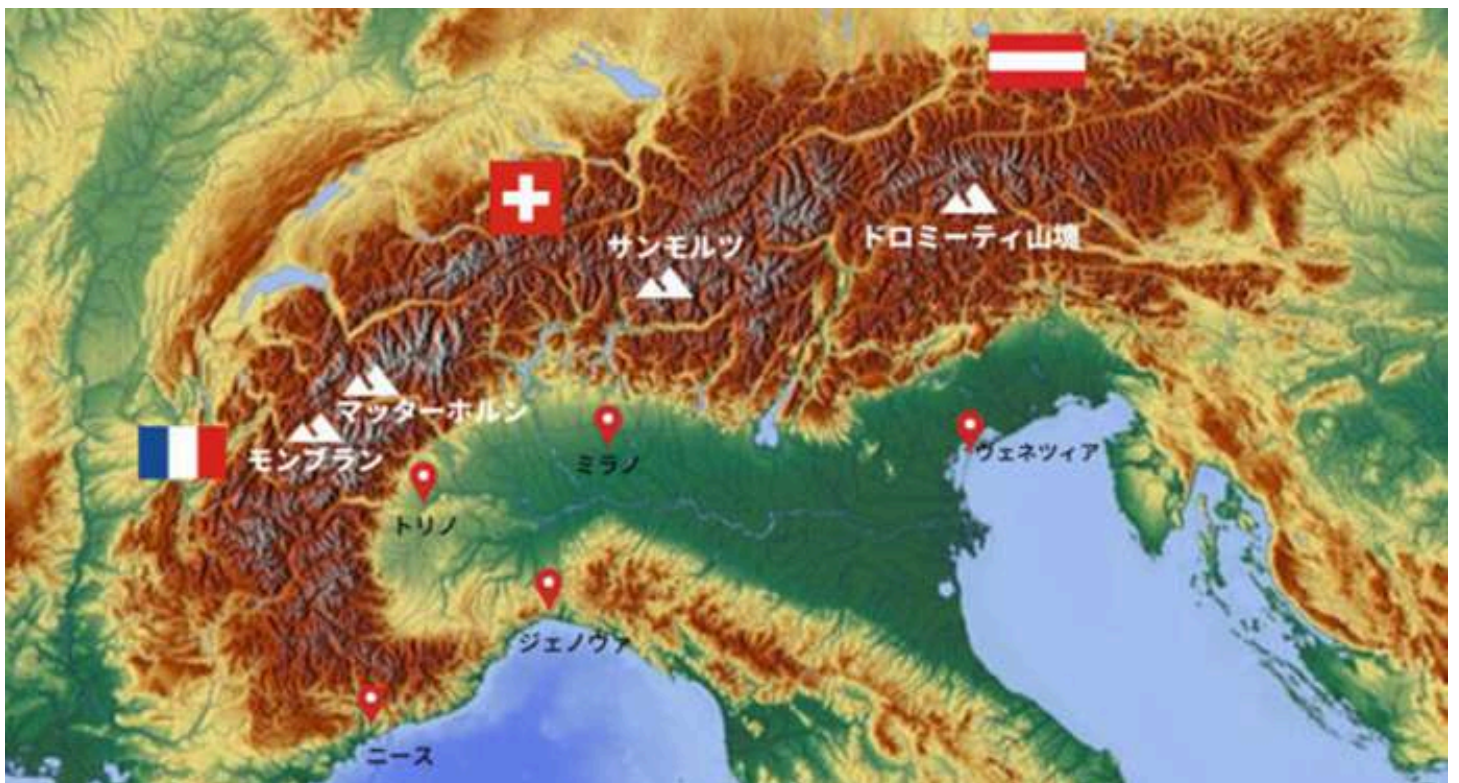 ドロミーティ山塊
サンモルツ
マッターホルン
モンブラン
ミラノ
ヴェネツィア
トリノ
ジェノヴァ
ニース